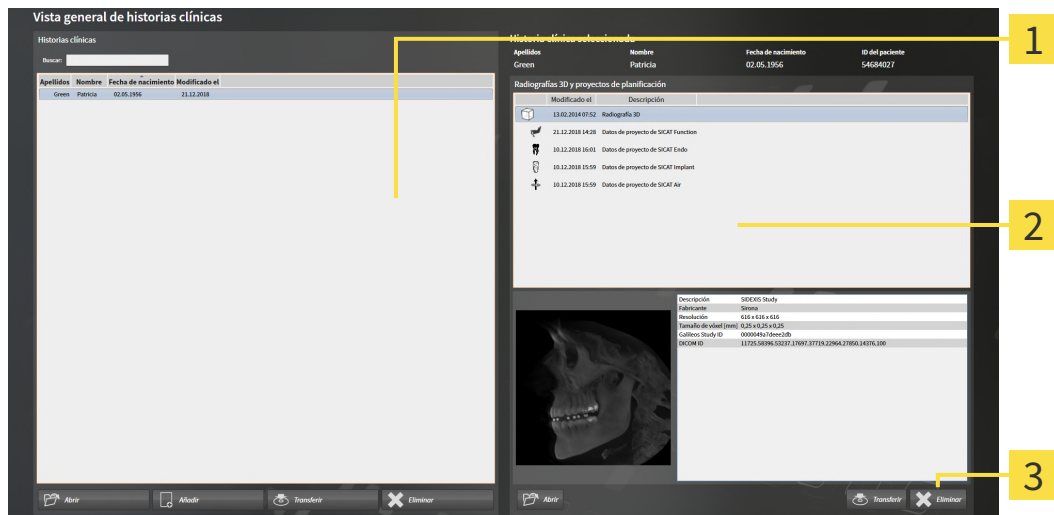 Vista general de historias clínicas
Historias clínicas
Buscar:
Apellidos Nombre Fecha de nacimiento Modificado el
Green Patricia 02.05.1956 21.12.2018
Abrir Añadir Transferir Eliminar
Historia clínica seleccionada
Apellidos Nombre Fecha de nacimiento ID del paciente
Green Patricia 02.05.1956 54684027
Radiografías 3D y proyectos de planificación
Modificado el Descripción
13.02.2014 07:52 Radiografía 3D
21.12.2018 14:28 Datos de proyecto de SICAT Function
10.12.2018 16:01 Datos de proyecto de SICAT Endo
10.12.2018 15:59 Datos de proyecto de SICAT Implant
10.12.2018 15:59 Datos de proyecto de SICAT Air
Descripción SIDEXIS Study
Fabricante Sirona
Resolución 616 x 616 x 616
Tamaño de vóxel [mm] 0,25 x 0,25 x 0,25
Galileos Study ID 0000049a7deee2db
DICOM ID 11725.58396.53237.17697.37719.22964.27850.14376.100
Abrir Transferir Eliminar
1
2
3